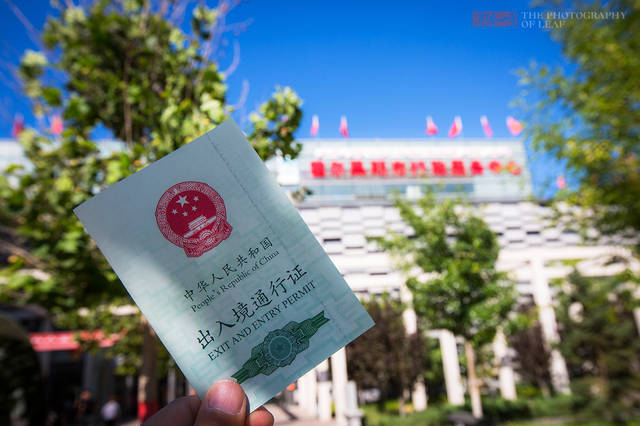 THE PHOTOGRAPHY
OF LEAF
中华人民共和国
People's Republic of China
出入境通行证
EXIT AND ENTRY PERMIT